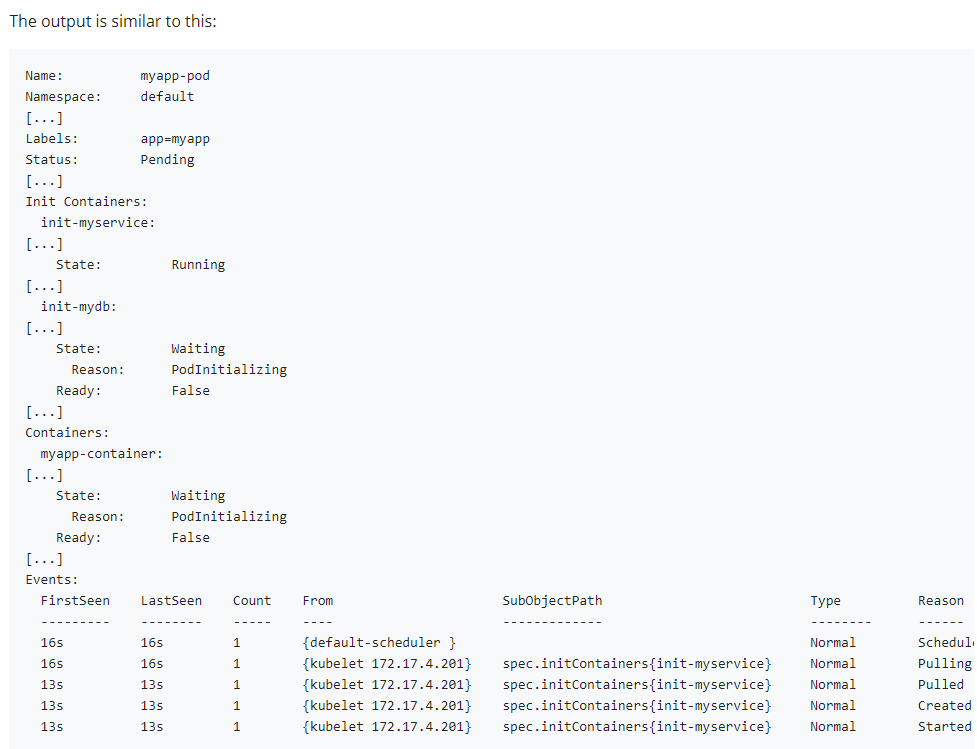 The output is similar to this:
Name:          myapp-pod
Namespace:     default
[...]
Labels:        app=myapp
Status:        Pending
[...]
Init Containers:
  init-myservice:
[...]
    State:         Running
[...]
  init-mydb:
[...]
    State:         Waiting
      Reason:      PodInitializing
    Ready:         False
[...]
Containers:
  myapp-container:
[...]
    State:         Waiting
      Reason:      PodInitializing
    Ready:         False
[...]
Events:
  FirstSeen    LastSeen    Count    From                      SubObjectPath                           Type          Reason
  ---------    --------    -----    ----                      -------------                           --------      ------
  16s          16s         1        {default-scheduler }                                              Normal        Schedul
  16s          16s         1        {kubelet 172.17.4.201}    spec.initContainers{init-myservice}     Normal        Pulling
  13s          13s         1        {kubelet 172.17.4.201}    spec.initContainers{init-myservice}     Normal        Pulled
  13s          13s         1        {kubelet 172.17.4.201}    spec.initContainers{init-myservice}     Normal        Created
  13s          13s         1        {kubelet 172.17.4.201}    spec.initContainers{init-myservice}     Normal        Started